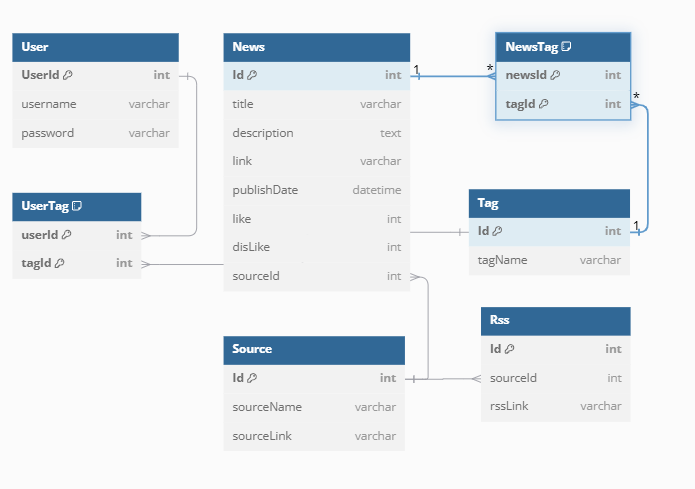 User
UserId int
username varchar
password varchar
News
Id int
title varchar
description text
link varchar
publishDate datetime
like int
disLike int
sourceId int
NewsTag
newsId int
tagId int
1
*
*
1
UserTag
userId int
tagId int
Tag
Id int
tagName varchar
Source
Id int
sourceName varchar
sourceLink varchar
Rss
Id int
sourceId int
rssLink varchar